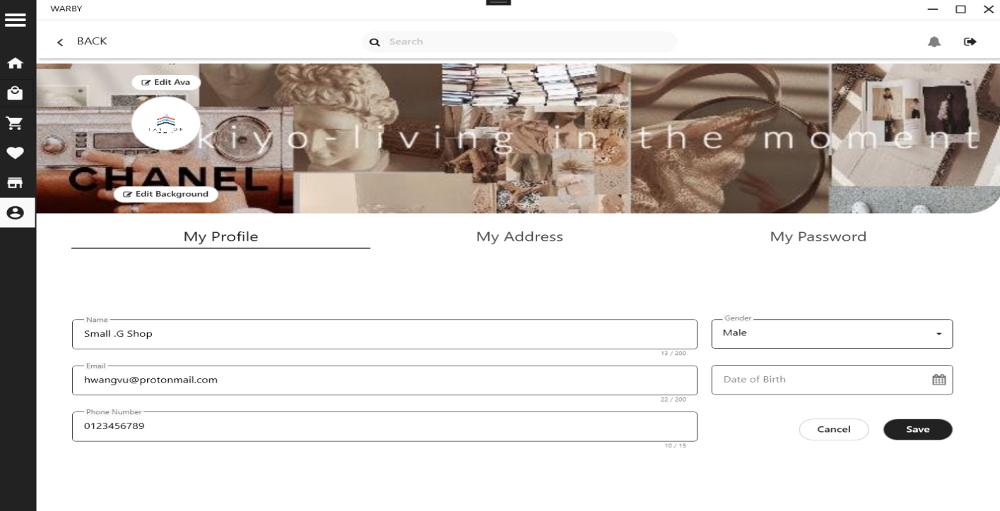 WARBY
BACK
Search
Edit Ava
kiyo-living in the moment
CHANEL
Edit Background
My Profile
My Address
My Password
Name
Small .G Shop
13 / 200
Gender
Male
Email
hwangvu@protonmail.com
22 / 200
Date of Birth
Phone Number
0123456789
10 / 15
Cancel
Save